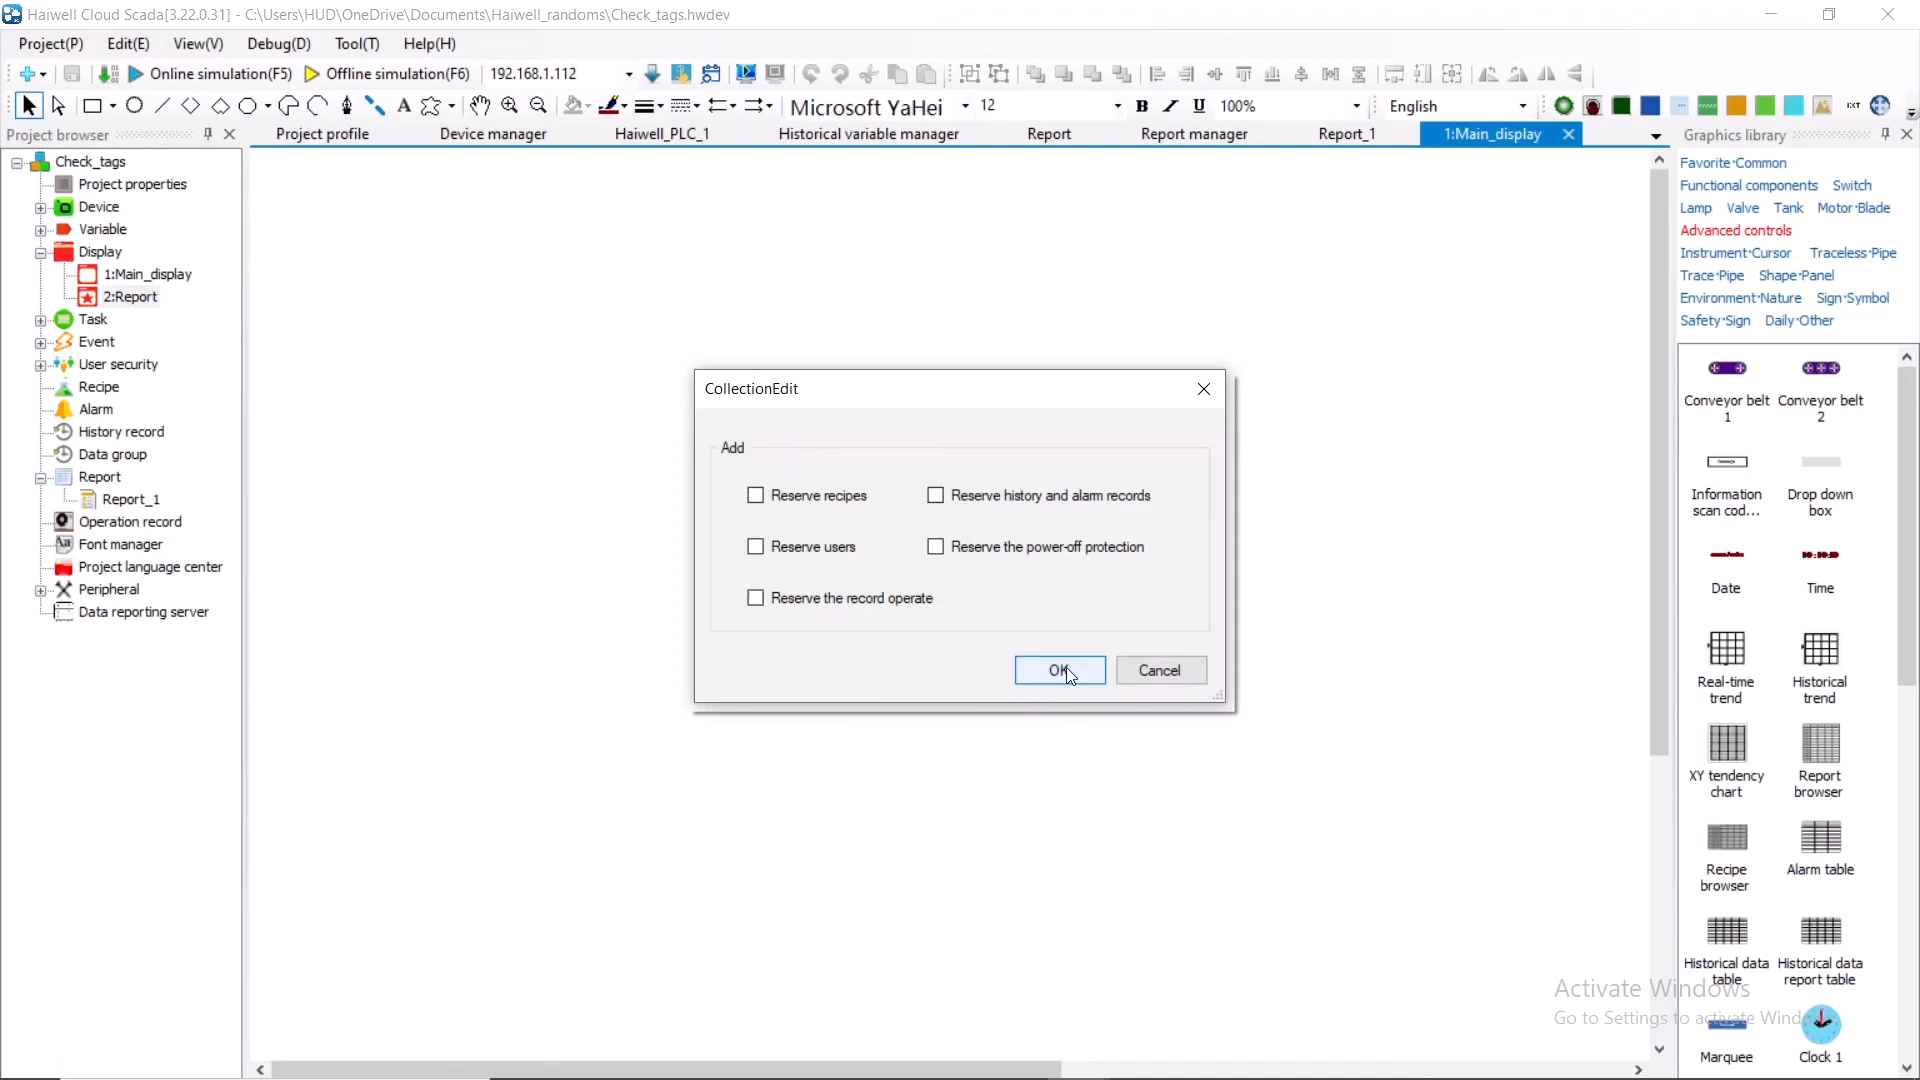 Haiwell Cloud Scada[3.22.0.31] - C:\Users\HUD\OneDrive\Documents\Haiwell_randoms\Check_tags.hwdev
Project(P) Edit(E) View(V) Debug(D) Tool(T) Help(H)
Online simulation(F5) Offline simulation(F6) 192.168.1.112
Microsoft YaHei 12 B I U 100% English
Project browser
Project profile Device manager Haiwell_PLC_1 Historical variable manager Report Report manager Report_1 1:Main_display
Graphics library
Check_tags
Project properties
Device
Variable
Display
1:Main_display
2:Report
Task
Event
User security
Recipe
Alarm
History record
Data group
Report
Report_1
Operation record
Font manager
Project language center
Peripheral
Data reporting server
CollectionEdit
Add
Reserve recipes Reserve history and alarm records
Reserve users Reserve the power-off protection
Reserve the record operate
OK Cancel
Favorite·Common
Functional components Switch
Lamp Valve Tank Motor·Blade
Advanced controls
Instrument·Cursor Traceless·Pipe
Trace·Pipe Shape·Panel
Environment·Nature Sign·Symbol
Safety·Sign Daily·Other
Conveyor belt 1
Conveyor belt 2
Information scan cod...
Drop down box
Date Time
Real-time trend
Historical trend
XY tendency chart
Report browser
Recipe browser
Alarm table
Historical data table
Historical data report table
Marquee Clock 1
Activate Windows
Go to Settings to activate Wind